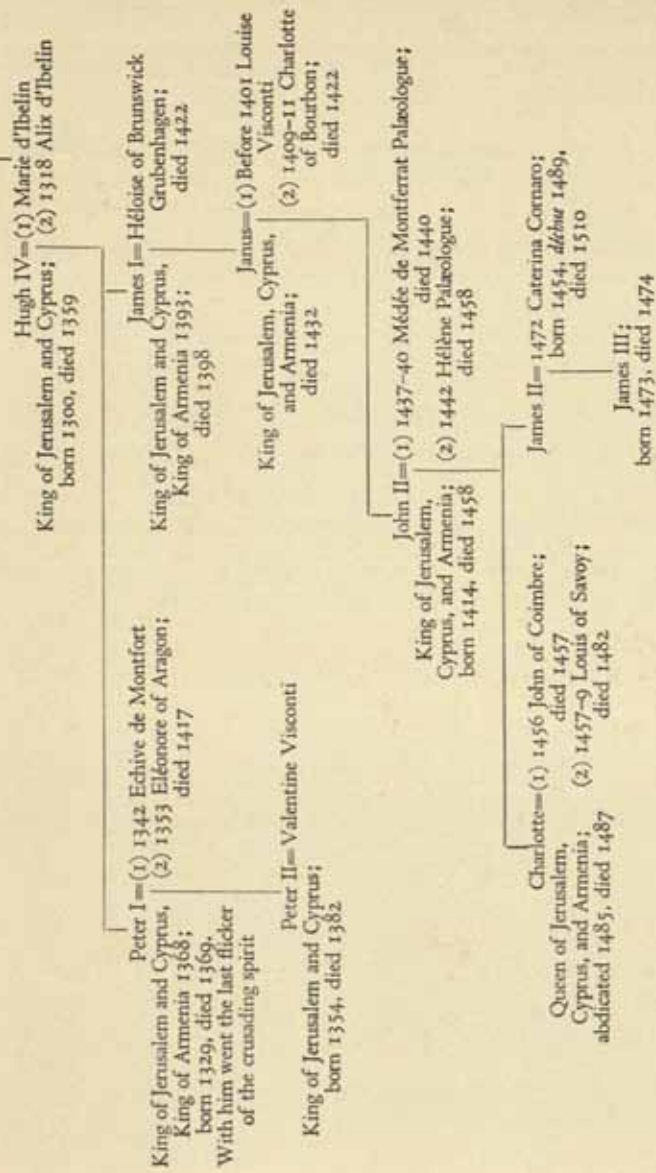 Hugh IV=(1) Marie d'Ibelin
King of Jerusalem and Cyprus; (2) 1318 Alix d'Ibelin
born 1300, died 1359
Peter I=(1) 1342 Echive de Montfort
King of Jerusalem and Cyprus, (2) 1353 Eléonore of Aragon;
King of Armenia 1368; died 1417
born 1329, died 1369.
With him went the last flicker
of the crusading spirit
James I=Héloise of Brunswick
King of Jerusalem and Cyprus, Grubenhagen;
King of Armenia 1393; died 1422
died 1398
Peter II=Valentine Visconti
King of Jerusalem and Cyprus;
born 1354, died 1382
Janus=(1) Before 1401 Louise
King of Jerusalem, Cyprus, Visconti
and Armenia; (2) 1409-11 Charlotte
died 1432 of Bourbon;
died 1422
John II=(1) 1437-40 Médée de Montferrat Palæologue;
King of Jerusalem, died 1440
Cyprus, and Armenia; (2) 1442 Hélène Palæologue;
born 1414, died 1458 died 1458
Charlotte=(1) 1456 John of Coimbre;
Queen of Jerusalem, died 1457
Cyprus, and Armenia; (2) 1457-9 Louis of Savoy;
abdicated 1485, died 1487 died 1482
James II=1472 Caterina Cornaro;
born 1454, début 1489,
died 1510
James III;
born 1473, died 1474